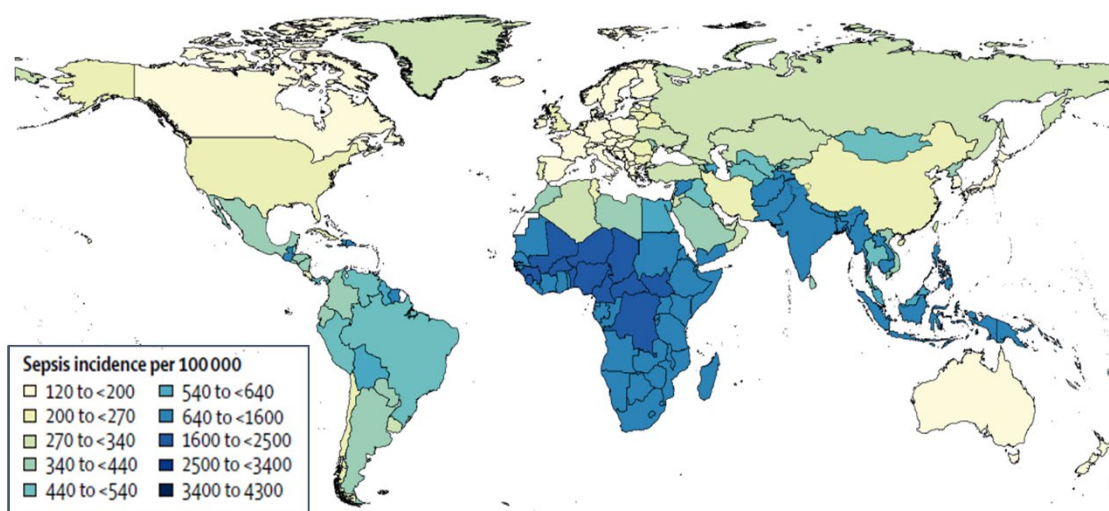 Sepsis incidence per 100 000
120 to <200
200 to <270
270 to <340
340 to <440
440 to <540
540 to <640
640 to <1600
1600 to <2500
2500 to <3400
3400 to 4300